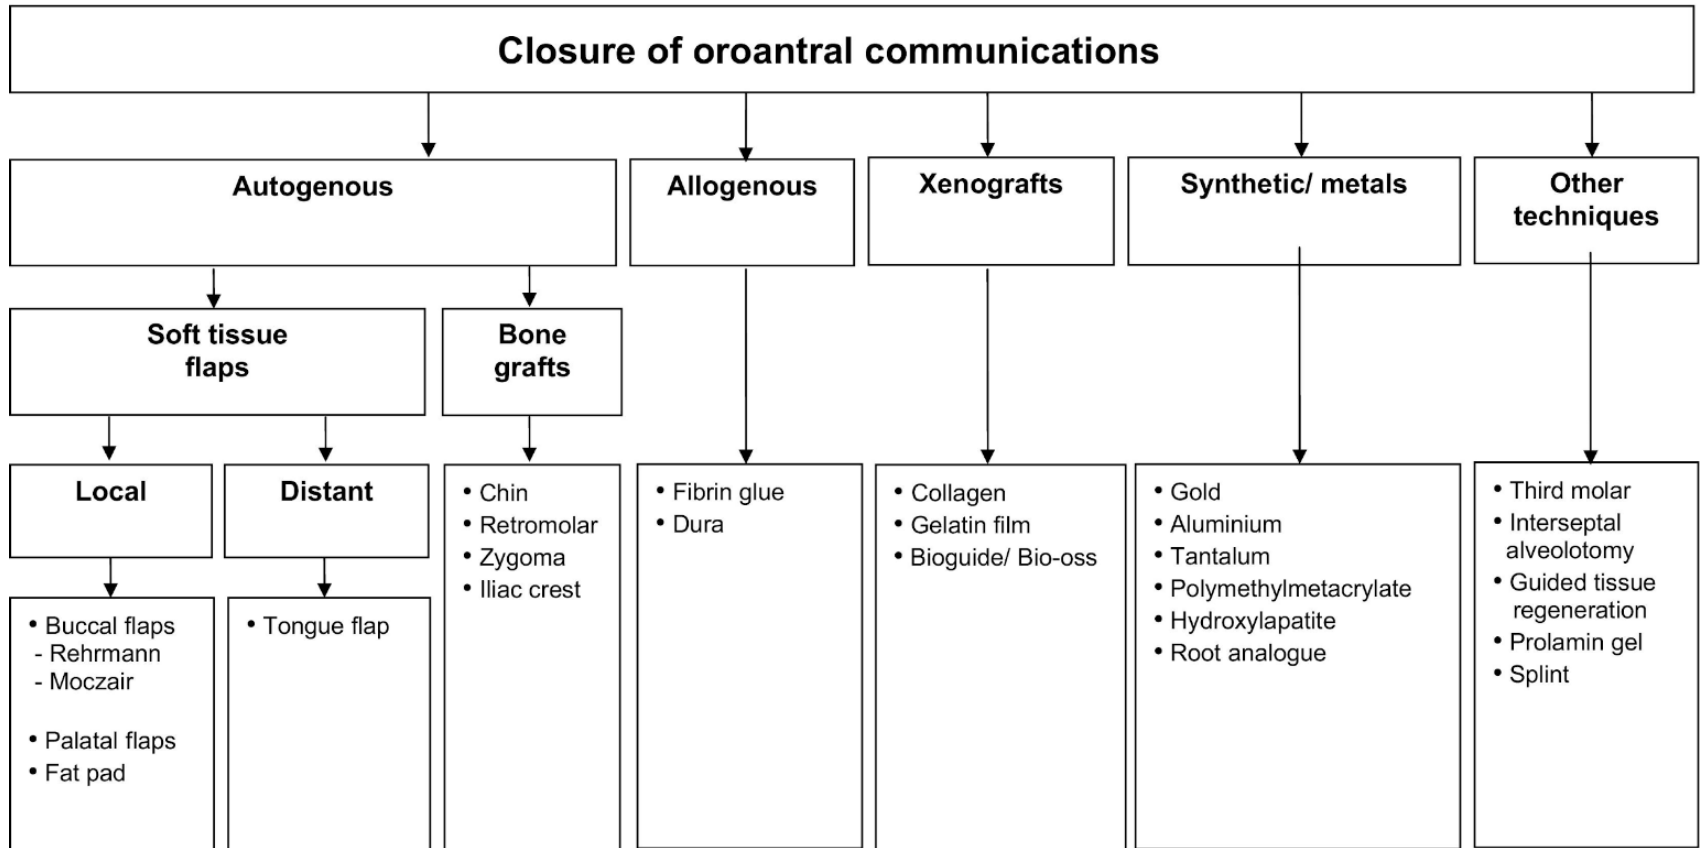 Closure of oroantral communications
Autogenous
Allogenous
Xenografts
Synthetic/ metals
Other
techniques
Soft tissue
flaps
Bone
grafts
Local
Distant
• Chin
• Retromolar
• Zygoma
• Iliac crest
• Fibrin glue
• Dura
• Collagen
• Gelatin film
• Bioguide/ Bio-oss
• Gold
• Aluminium
• Tantalum
• Polymethylmetacrylate
• Hydroxylapatite
• Root analogue
• Third molar
• Interseptal
alveolotomy
• Guided tissue
regeneration
• Prolamin gel
• Splint
• Buccal flaps
- Rehrmann
- Moczair
• Palatal flaps
• Fat pad
• Tongue flap